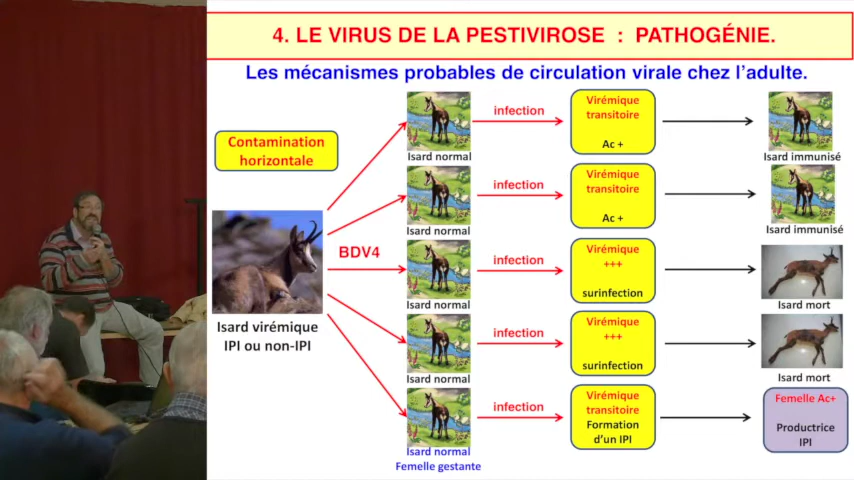 4. LE VIRUS DE LA PESTIVIROSE : PATHOGÉNIE.
Les mécanismes probables de circulation virale chez l'adulte.
Contamination
horizontale
Isard virémique
IPI ou non-IPI
BDV4
Isard normal
infection
Virémique
transitoire
Ac +
Isard immunisé
Isard normal
infection
Virémique
transitoire
Ac +
Isard immunisé
Isard normal
infection
Virémique
+++
surinfection
Isard mort
Isard normal
infection
Virémique
+++
surinfection
Isard mort
Isard normal
Femelle gestante
infection
Virémique
transitoire
Formation
d'un IPI
Femelle Ac+
Productrice
IPI